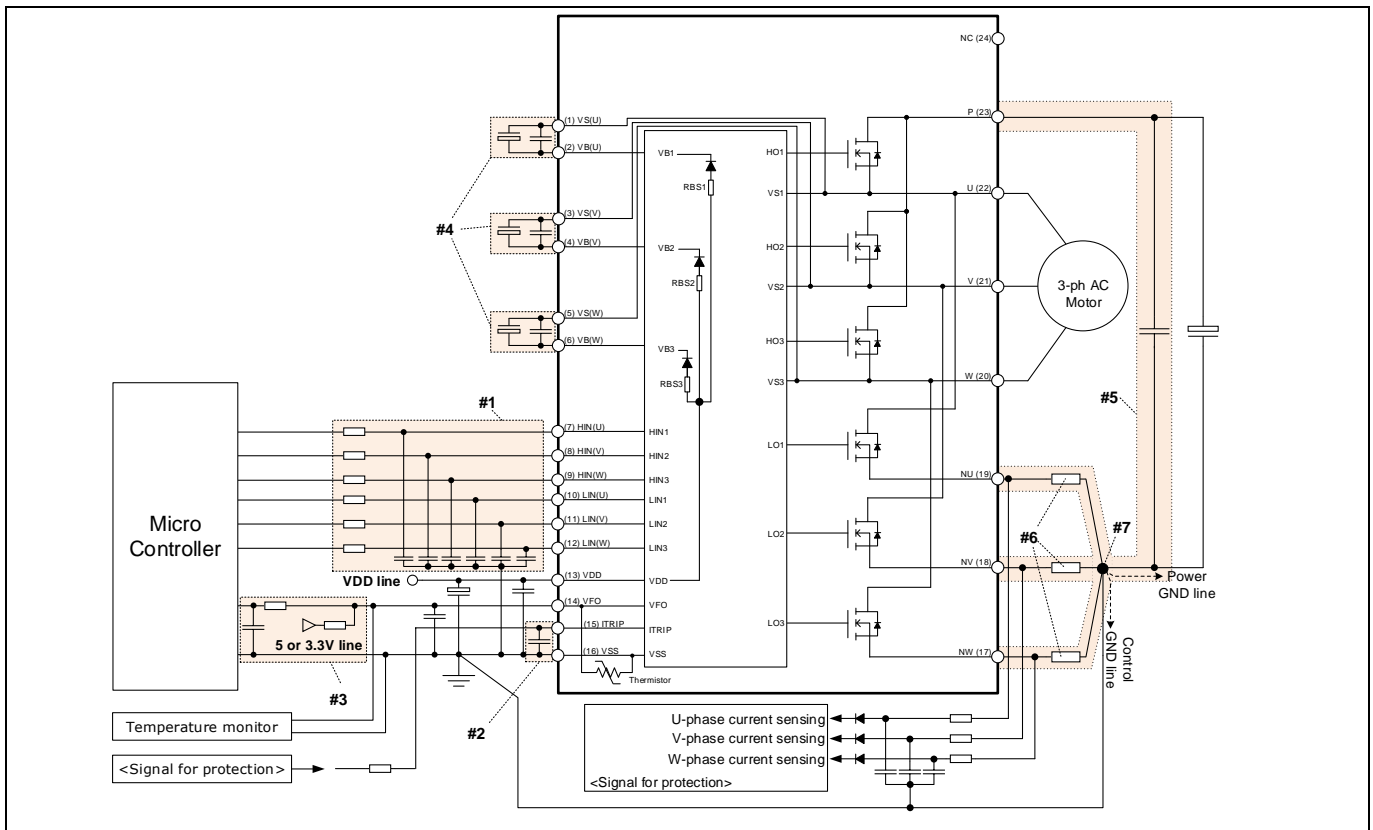 NC (24)
P (23)
(1) VS(U)
(2) VB(U)
VB1
RBS1
HO1
VS1
U (22)
(3) VS(V)
(4) VB(V)
#4
VB2
RBS2
HO2
VS2
V (21)
3-ph AC
Motor
(5) VS(W)
(6) VB(W)
VB3
RBS3
HO3
VS3
W (20)
#5
#1
Micro
Controller
(7) HIN(U)
(8) HIN(V)
(9) HIN(W)
(10) LIN(U)
(11) LIN(V)
(12) LIN(W)
HIN1
HIN2
HIN3
LIN1
LIN2
LIN3
LO1
LO2
LO3
NU (19)
NV (18)
NW (17)
#6
#7
Power
GND line
Control
GND line
VDD line
(13) VDD
VDD
(14) VFO
VFO
(15) ITRIP
ITRIP
(16) VSS
VSS
Thermistor
5 or 3.3V line
#3
#2
Temperature monitor
<Signal for protection>
U-phase current sensing
V-phase current sensing
W-phase current sensing
<Signal for protection>